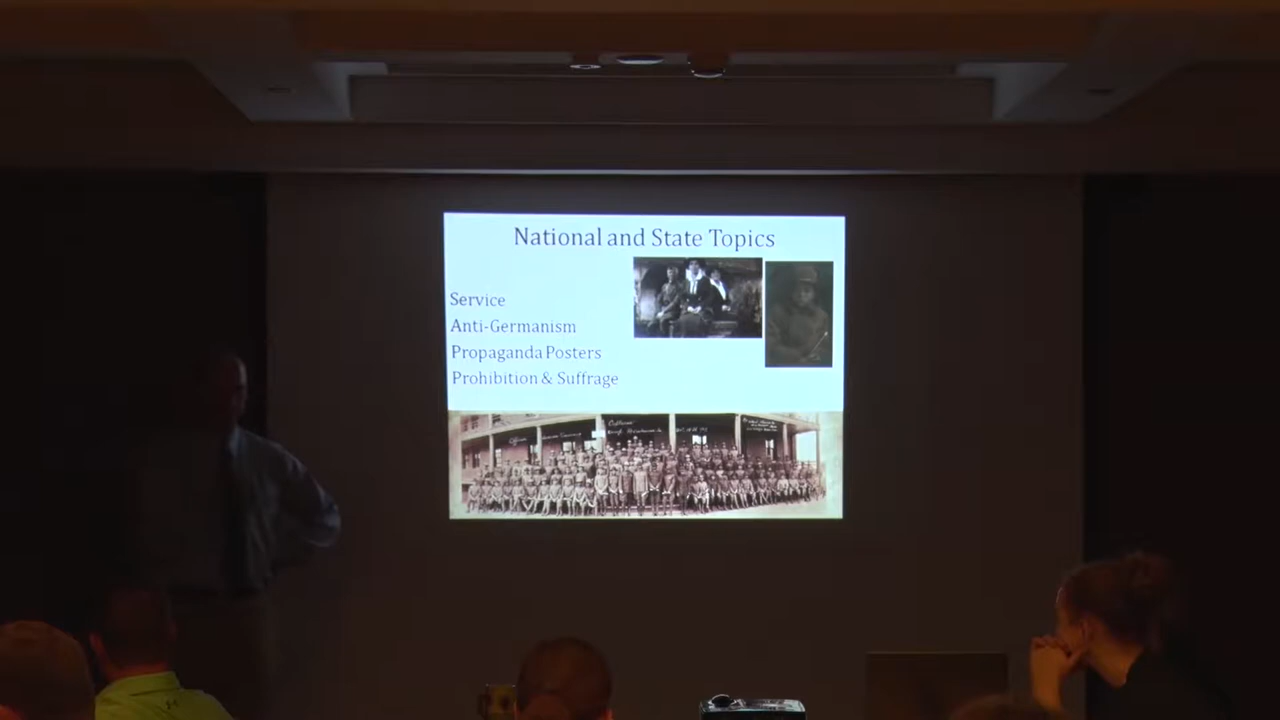 National and State Topics
Service
Anti-Germanism
Propaganda Posters
Prohibition & Suffrage